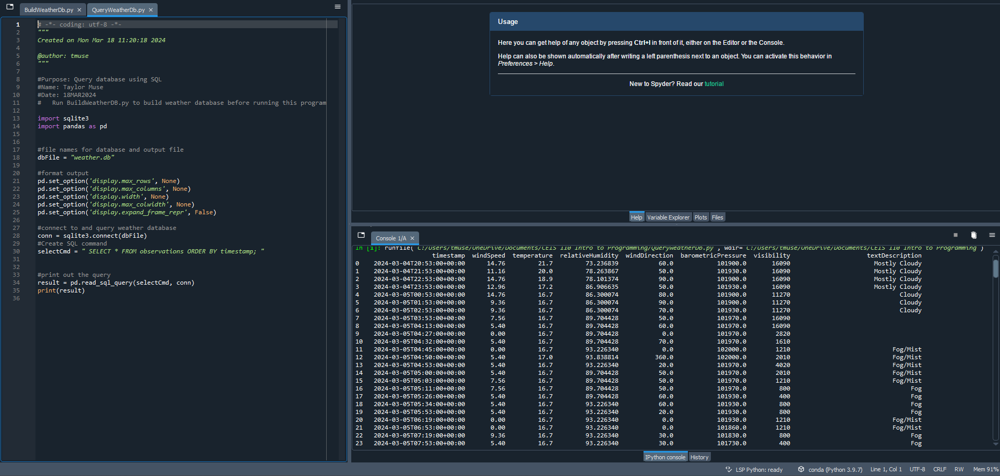 BuildWeatherDb.py × QueryWeatherDb.py ×
1 # -*- coding: utf-8 -*-
2 """
3 Created on Mon Mar 18 11:20:18 2024
4
5 @author: tmuse
6 """
7
8 #Purpose: Query database using SQL
9 #Name: Taylor Muse
10 #Date: 18MAR2024
11 #   Run BuildWeatherDB.py to build weather database before running this program
12
13 import sqlite3
14 import pandas as pd
15
16
17 #file names for database and output file
18 dbFile = "weather.db"
19
20 #format output
21 pd.set_option('display.max_rows', None)
22 pd.set_option('display.max_columns', None)
23 pd.set_option('display.width', None)
24 pd.set_option('display.max_colwidth', None)
25 pd.set_option('display.expand_frame_repr', False)
26
27 #connect to and query weather database
28 conn = sqlite3.connect(dbFile)
29 #Create SQL command
30 selectCmd = " SELECT * FROM observations ORDER BY timestamp; "
31
32
33 #print out the query
34 result = pd.read_sql_query(selectCmd, conn)
35 print(result)
36
Usage
Here you can get help of any object by pressing Ctrl+I in front of it, either on the Editor or the Console.
Help can also be shown automatically after writing a left parenthesis next to an object. You can activate this behavior in
Preferences > Help.
New to Spyder? Read our tutorial
Help Variable Explorer Plots Files
Console 1/A ×
In [1]: runfile('C:/Users/tmuse/OneDrive/Documents/CEIS 110 Intro to Programming/QueryWeatherDb.py', wdir='C:/Users/tmuse/OneDrive/Documents/CEIS 110 Intro to Programming')
timestamp windSpeed temperature relativeHumidity windDirection barometricPressure visibility textDescription
0 2024-03-04T20:53:00+00:00 14.76 21.7 73.236839 60.0 101900.0 16090 Mostly Cloudy
1 2024-03-04T21:53:00+00:00 11.16 20.0 78.263867 50.0 101930.0 16090 Mostly Cloudy
2 2024-03-04T22:53:00+00:00 14.76 18.9 78.101374 90.0 101900.0 16090 Mostly Cloudy
3 2024-03-04T23:53:00+00:00 12.96 17.2 86.906635 50.0 101930.0 16090 Mostly Cloudy
4 2024-03-05T00:53:00+00:00 14.76 16.7 86.300074 80.0 101900.0 11270 Cloudy
5 2024-03-05T01:53:00+00:00 9.36 16.7 86.300074 90.0 101900.0 11270 Cloudy
6 2024-03-05T02:53:00+00:00 9.36 16.7 86.300074 70.0 101930.0 11270 Cloudy
7 2024-03-05T03:53:00+00:00 7.56 16.7 89.704428 50.0 101970.0 16090
8 2024-03-05T04:13:00+00:00 5.40 16.7 89.704428 60.0 101970.0 16090
9 2024-03-05T04:27:00+00:00 0.00 16.7 89.704428 0.0 101970.0 2820
10 2024-03-05T04:32:00+00:00 5.40 16.7 89.704428 70.0 101970.0 1610
11 2024-03-05T04:45:00+00:00 0.00 16.7 93.226340 0.0 102000.0 1210 Fog/Mist
12 2024-03-05T04:50:00+00:00 5.40 17.0 93.838814 360.0 102000.0 2010 Fog/Mist
13 2024-03-05T04:53:00+00:00 5.40 16.7 93.226340 20.0 101970.0 4020 Fog/Mist
14 2024-03-05T05:00:00+00:00 5.40 16.7 89.704428 50.0 101970.0 2010 Fog/Mist
15 2024-03-05T05:03:00+00:00 7.56 16.7 89.704428 50.0 101970.0 1210 Fog/Mist
16 2024-03-05T05:11:00+00:00 7.56 16.7 89.704428 50.0 101970.0 800 Fog
17 2024-03-05T05:26:00+00:00 5.40 16.7 89.704428 60.0 101930.0 400 Fog
18 2024-03-05T05:34:00+00:00 5.40 16.7 93.226340 60.0 101930.0 800 Fog
19 2024-03-05T05:53:00+00:00 5.40 16.7 93.226340 20.0 101930.0 800 Fog
20 2024-03-05T06:19:00+00:00 0.00 16.7 93.226340 0.0 101930.0 1210 Fog/Mist
21 2024-03-05T06:53:00+00:00 0.00 16.7 93.226340 0.0 101860.0 1210 Fog/Mist
22 2024-03-05T07:19:00+00:00 9.36 16.7 93.226340 30.0 101830.0 800 Fog
23 2024-03-05T07:53:00+00:00 5.40 16.7 93.226340 30.0 101730.0 400 Fog
IPython console History
LSP Python: ready conda (Python 3.9.7) Line 1, Col 1 UTF-8 CRLF RW Mem 91%